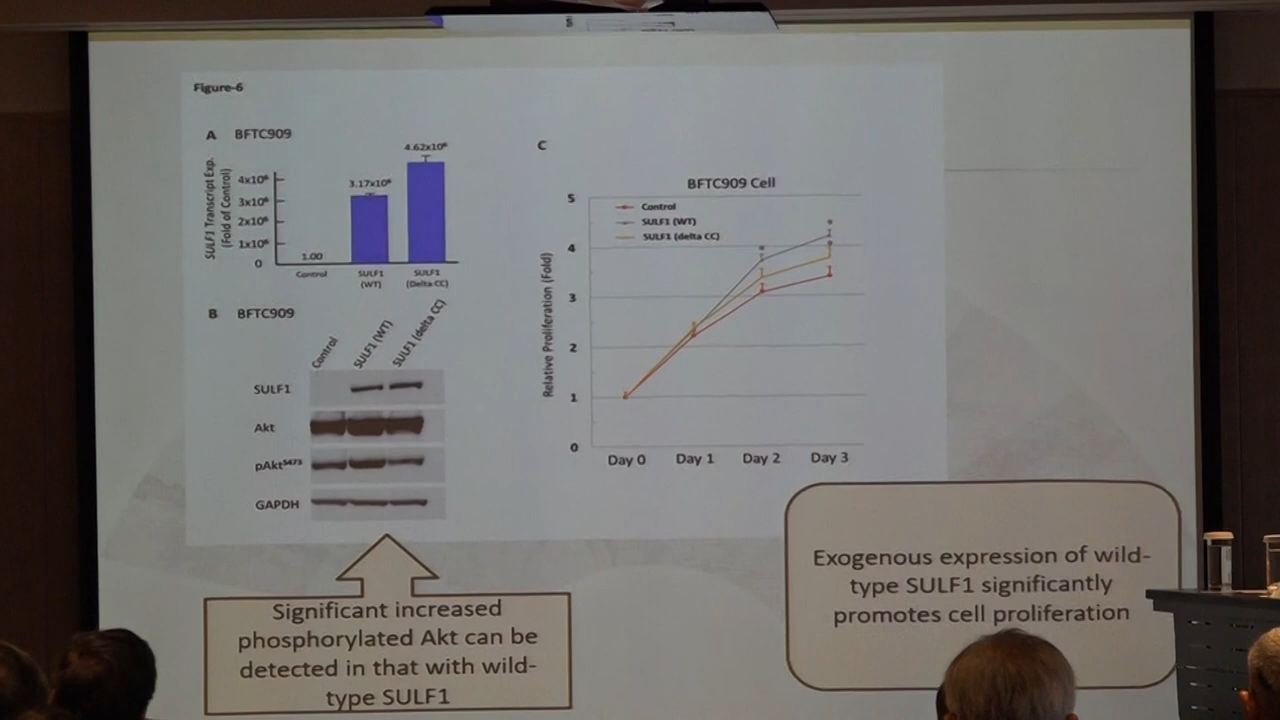 Figure-6
A BFTC909
SULF1 Transcript Exp.
(Fold of Control)
4x10⁶
3x10⁶
2x10⁶
1x10⁶
0
1.00
3.17x10⁶
4.62x10⁶
Control
SULF1
(WT)
SULF1
(Delta CC)
B BFTC909
Control
SULF1 (WT)
SULF1 (delta CC)
SULF1
Akt
pAktS473
GAPDH
C
BFTC909 Cell
Relative Proliferation (Fold)
5
4
3
2
1
0
Control
SULF1 (WT)
SULF1 (delta CC)
*
*
*
Day 0 Day 1 Day 2 Day 3
Significant increased
phosphorylated Akt can be
detected in that with wild-
type SULF1
Exogenous expression of wild-
type SULF1 significantly
promotes cell proliferation